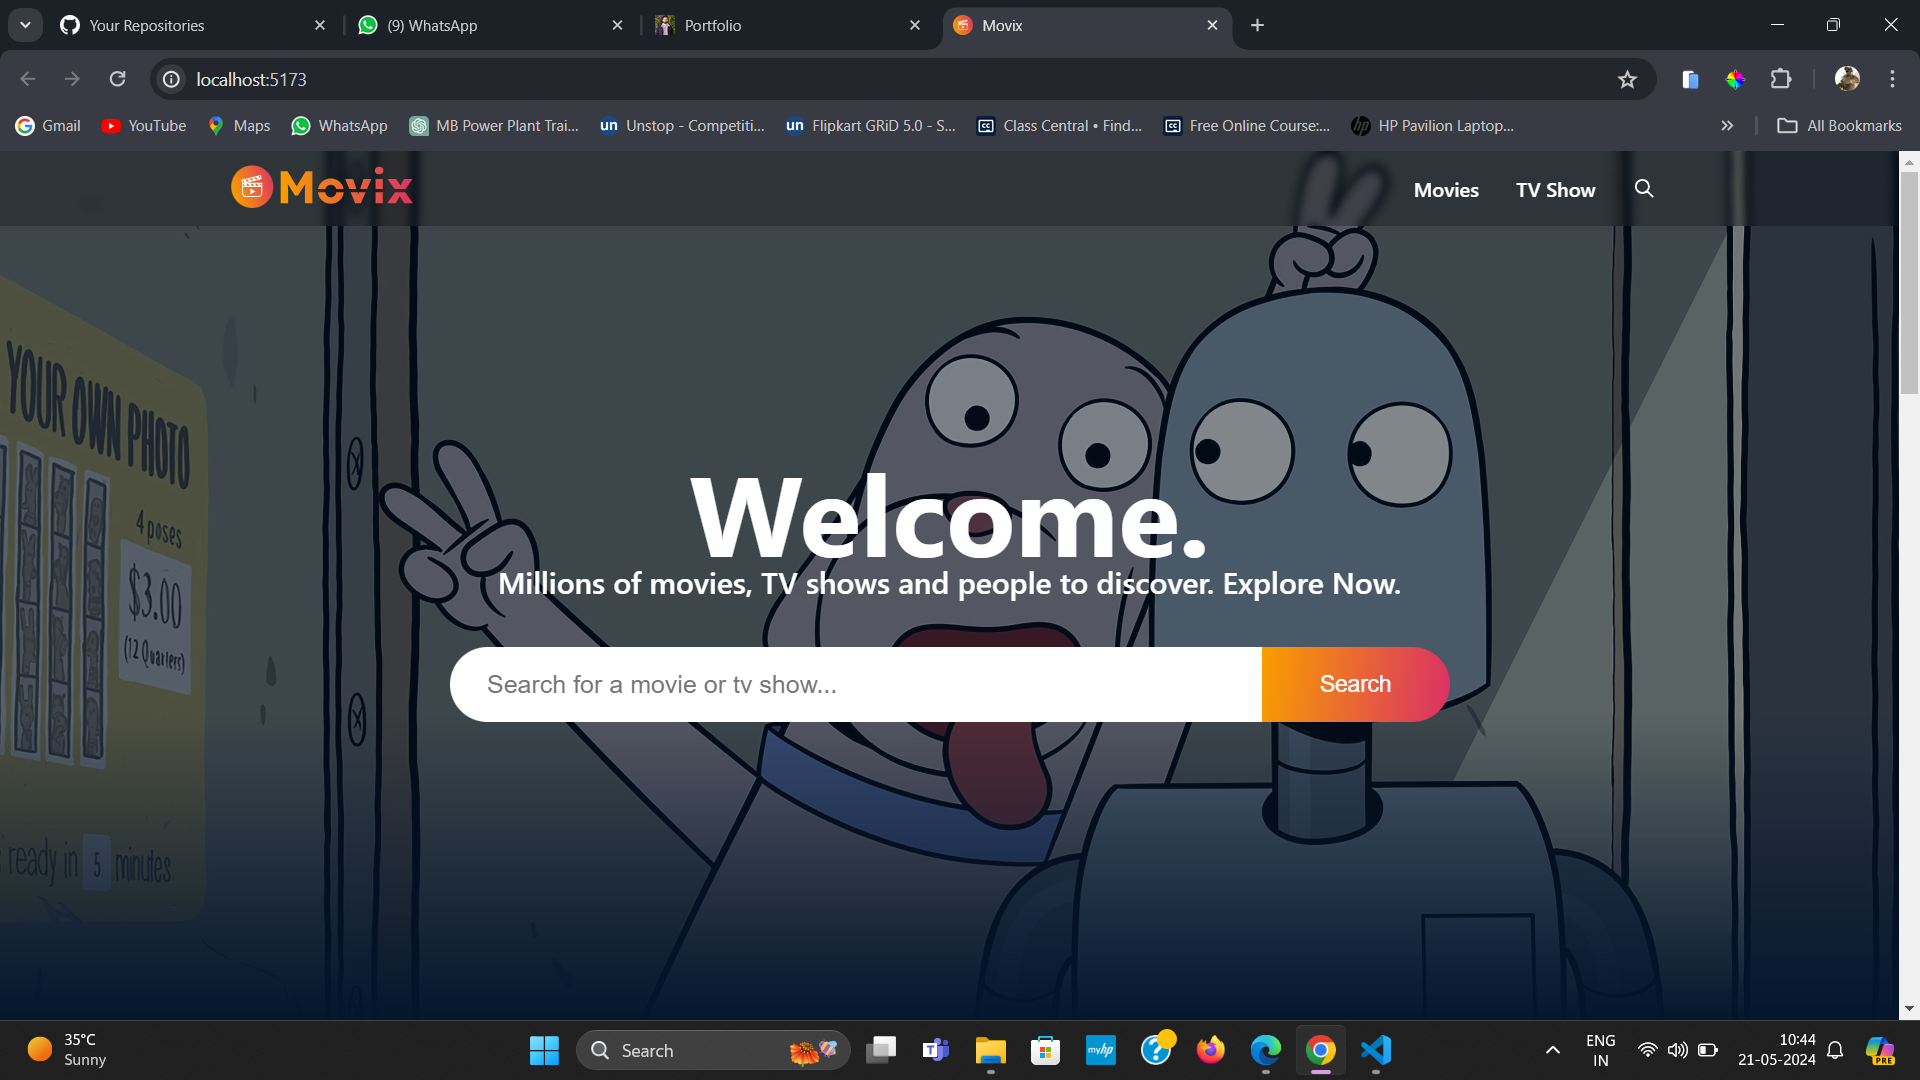 Your Repositories
(9) WhatsApp
Portfolio
Movix
localhost:5173
Gmail
YouTube
Maps
WhatsApp
MB Power Plant Trai...
Unstop - Competiti...
Flipkart GRiD 5.0 - S...
Class Central • Find...
Free Online Course:...
HP Pavilion Laptop...
All Bookmarks
Movix
Movies
TV Show
YOUR OWN PHOTO
4 poses
$3.00
(12 Quarters)
ready in 5 minutes
Welcome.
Millions of movies, TV shows and people to discover. Explore Now.
Search for a movie or tv show...
Search
35°C
Sunny
Search
ENG
IN
10:44
21-05-2024